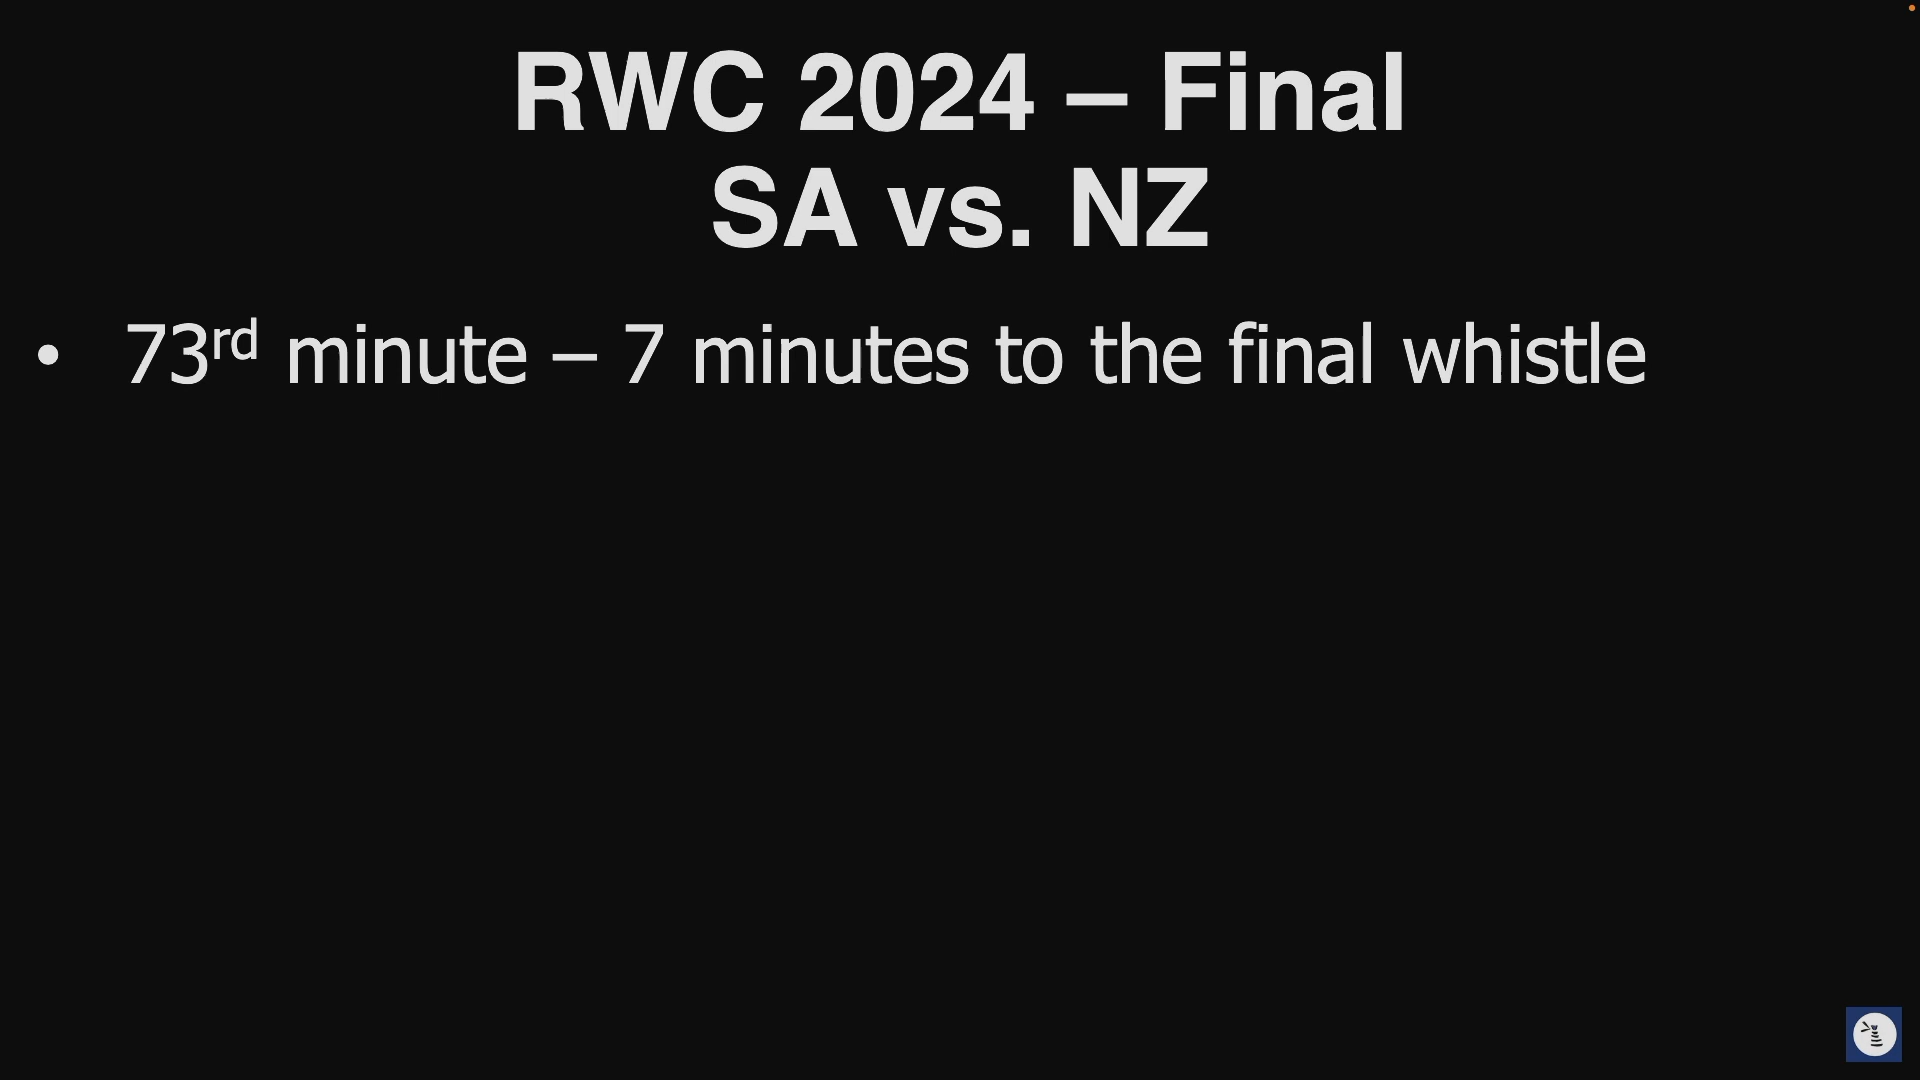 RWC 2024 – Final
SA vs. NZ
• 73rd minute – 7 minutes to the final whistle